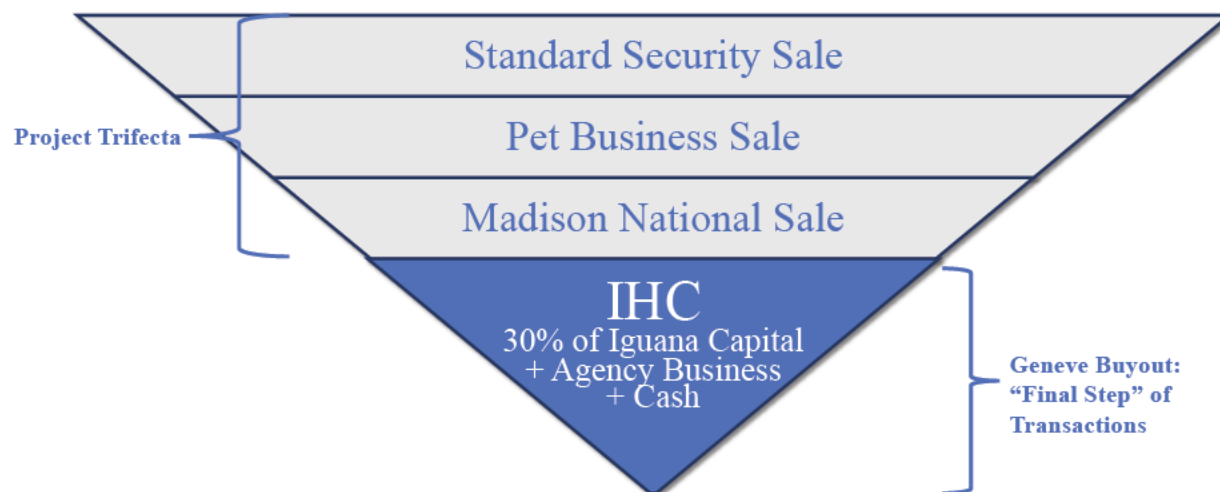 Standard Security Sale
Project Trifecta
Pet Business Sale
Madison National Sale
IHC
30% of Iguana Capital
+ Agency Business
+ Cash
Geneve Buyout:
“Final Step” of
Transactions